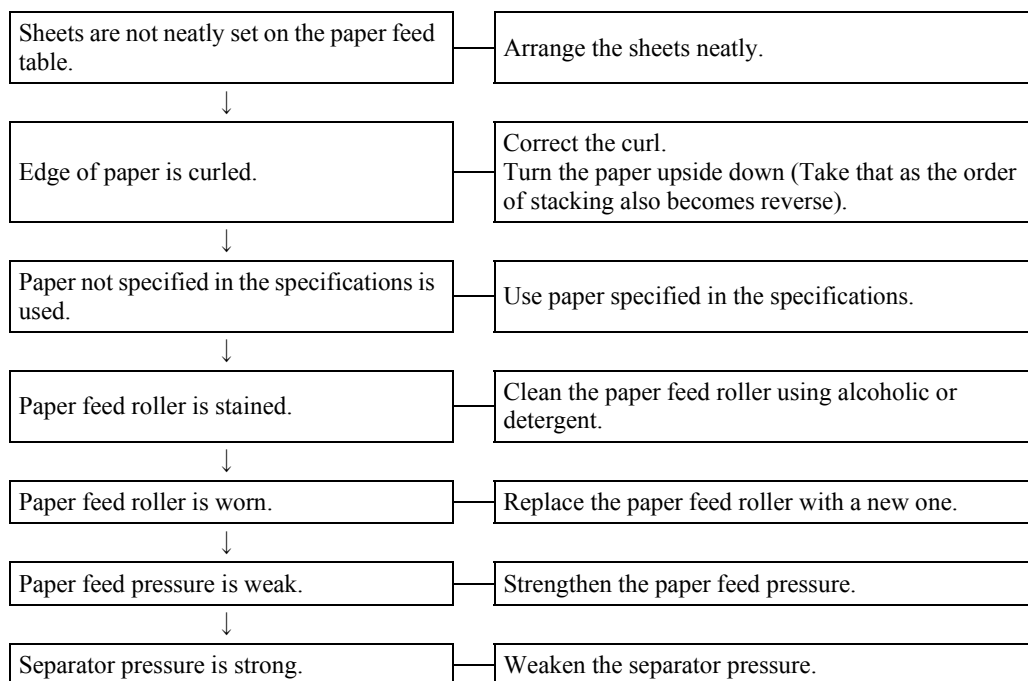 Sheets are not neatly set on the paper feed
table.
Arrange the sheets neatly.
↓
Edge of paper is curled.
Correct the curl.
Turn the paper upside down (Take that as the order
of stacking also becomes reverse).
↓
Paper not specified in the specifications is
used.
Use paper specified in the specifications.
↓
Paper feed roller is stained.
Clean the paper feed roller using alcoholic or
detergent.
↓
Paper feed roller is worn.
Replace the paper feed roller with a new one.
↓
Paper feed pressure is weak.
Strengthen the paper feed pressure.
↓
Separator pressure is strong.
Weaken the separator pressure.